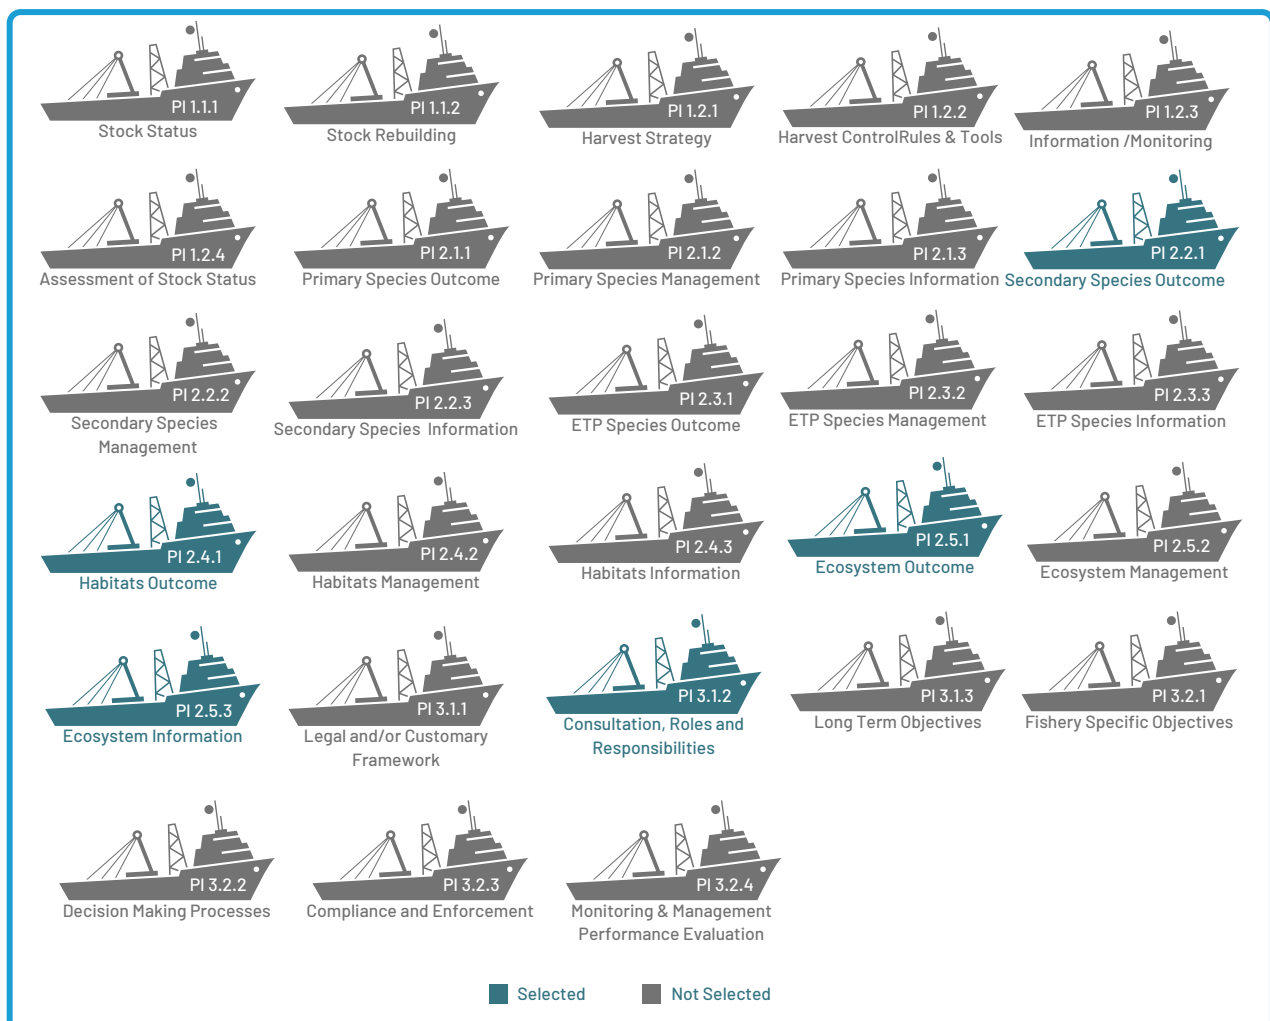 PI 1.1.1
Stock Status
PI 1.1.2
Stock Rebuilding
PI 1.2.1
Harvest Strategy
PI 1.2.2
Harvest ControlRules & Tools
PI 1.2.3
Information /Monitoring
PI 1.2.4
Assessment of Stock Status
PI 2.1.1
Primary Species Outcome
PI 2.1.2
Primary Species Management
PI 2.1.3
Primary Species Information
PI 2.2.1
Secondary Species Outcome
PI 2.2.2
Secondary Species
Management
PI 2.2.3
Secondary Species Information
PI 2.3.1
ETP Species Outcome
PI 2.3.2
ETP Species Management
PI 2.3.3
ETP Species Information
PI 2.4.1
Habitats Outcome
PI 2.4.2
Habitats Management
PI 2.4.3
Habitats Information
PI 2.5.1
Ecosystem Outcome
PI 2.5.2
Ecosystem Management
PI 2.5.3
Ecosystem Information
PI 3.1.1
Legal and/or Customary
Framework
PI 3.1.2
Consultation, Roles and
Responsibilities
PI 3.1.3
Long Term Objectives
PI 3.2.1
Fishery Specific Objectives
PI 3.2.2
Decision Making Processes
PI 3.2.3
Compliance and Enforcement
PI 3.2.4
Monitoring & Management
Performance Evaluation
Selected
Not Selected